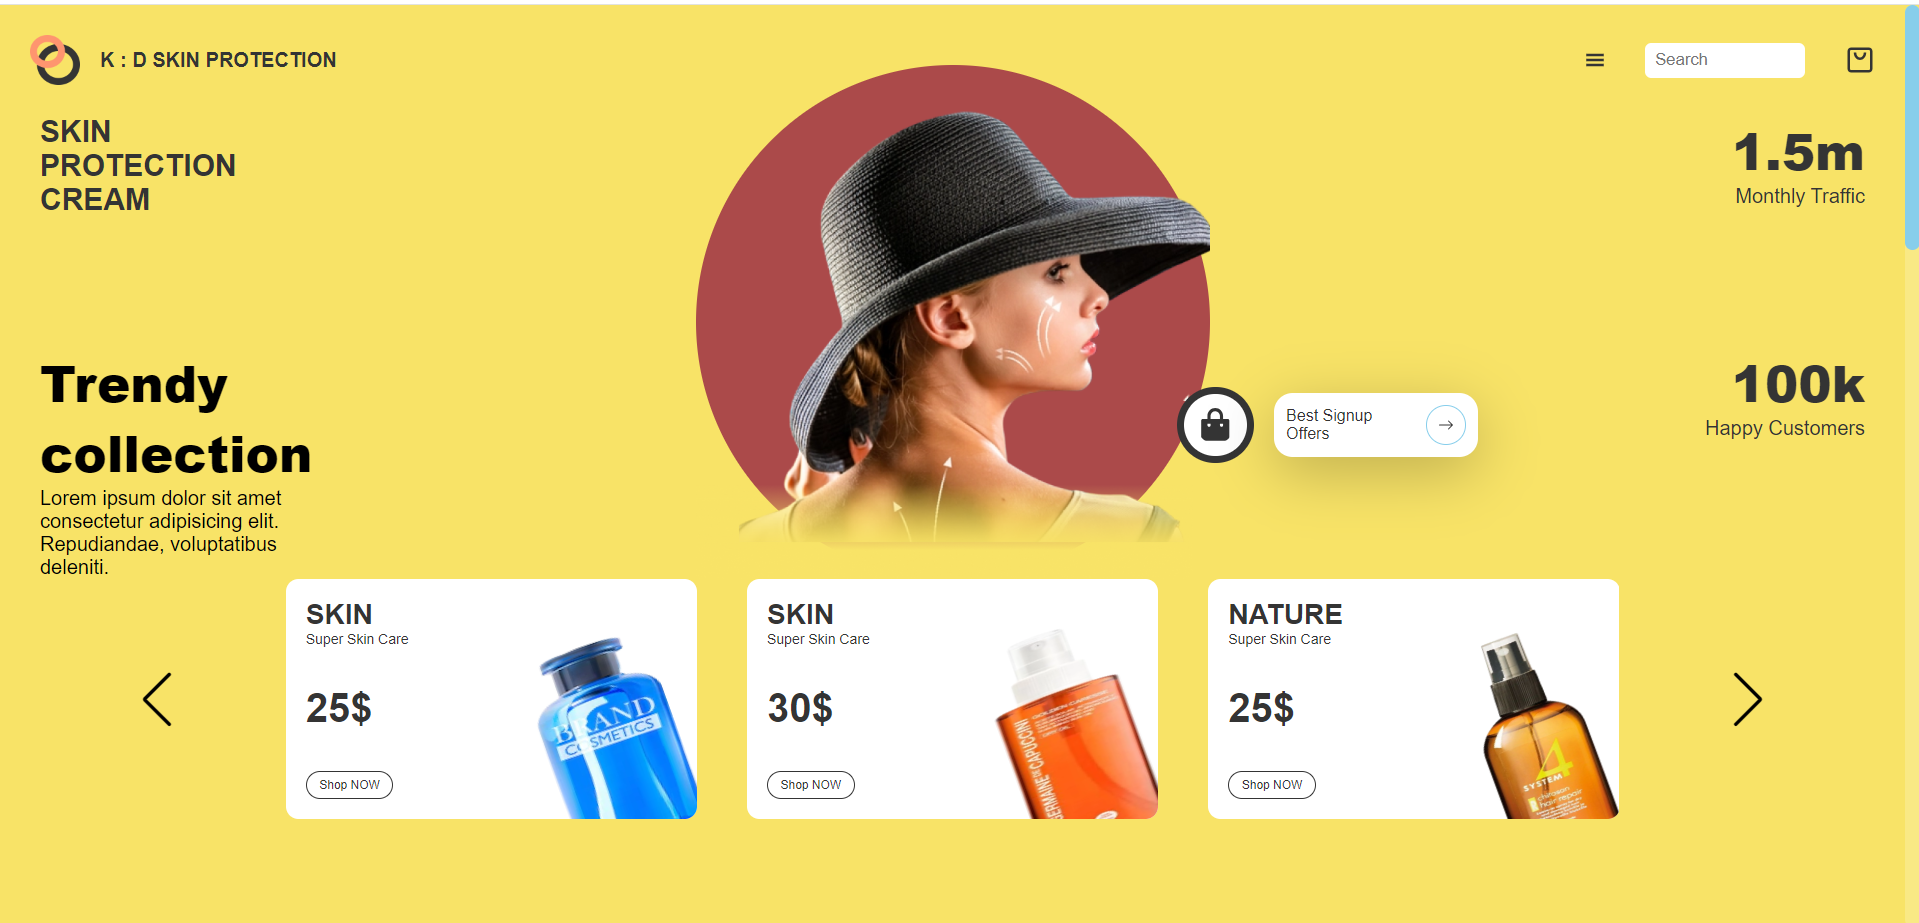 K : D SKIN PROTECTION
Search
SKIN
PROTECTION
CREAM
1.5m
Monthly Traffic
Trendy
collection
Lorem ipsum dolor sit amet
consectetur adipisicing elit.
Repudiandae, voluptatibus
deleniti.
Best Signup
Offers
100k
Happy Customers
SKIN
Super Skin Care
25$
Shop NOW
BRAND
COSMETICS
SKIN
Super Skin Care
30$
Shop NOW
GERMAINE DE CAPUCCINI
NATURE
Super Skin Care
25$
Shop NOW
4
SYSTEM
hair repair